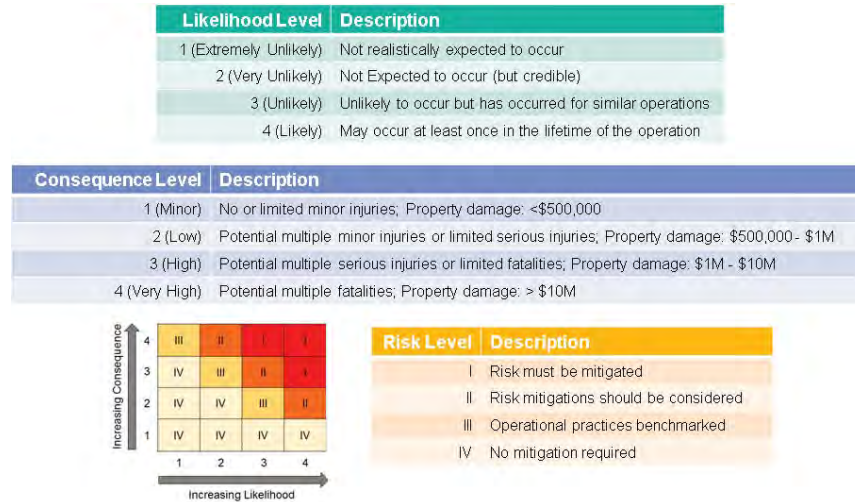 Likelihood Level Description
1 (Extremely Unlikely) Not realistically expected to occur
2 (Very Unlikely) Not Expected to occur (but credible)
3 (Unlikely) Unlikely to occur but has occurred for similar operations
4 (Likely) May occur at least once in the lifetime of the operation
Consequence Level Description
1 (Minor) No or limited minor injuries; Property damage: <$500,000
2 (Low) Potential multiple minor injuries or limited serious injuries; Property damage: $500,000 - $1M
3 (High) Potential multiple serious injuries or limited fatalities; Property damage: $1M - $10M
4 (Very High) Potential multiple fatalities; Property damage: > $10M
Increasing Consequence
4 III II I I
3 IV III II I
2 IV IV III II
1 IV IV IV IV
1 2 3 4
Increasing Likelihood
Risk Level Description
I Risk must be mitigated
II Risk mitigations should be considered
III Operational practices benchmarked
IV No mitigation required